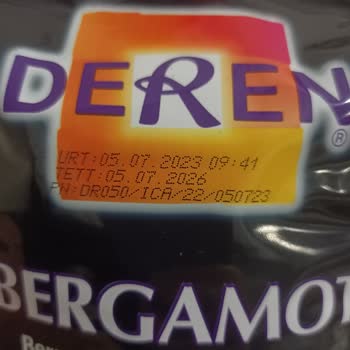 DEREN
®
URT:05.07.2023 09:41
TETT:05.07.2026
PN:DR050/ICA/22/050723
BERGAMOT